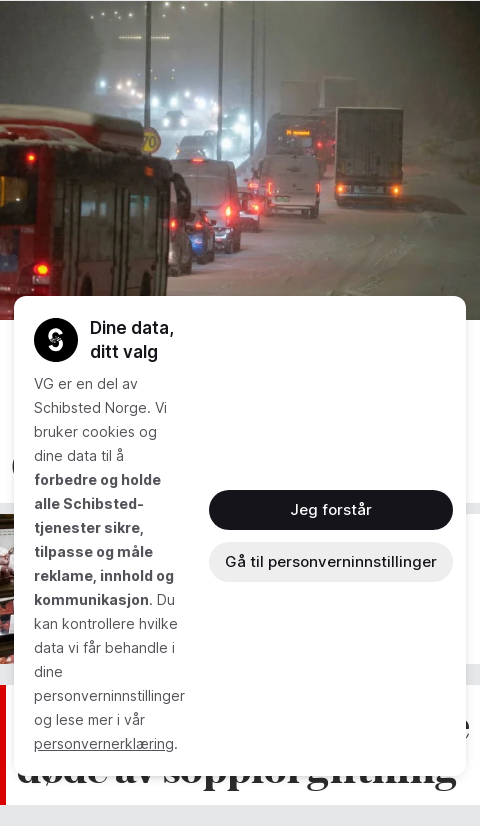 70
Dine data,
ditt valg
VG er en del av
Schibsted Norge. Vi
bruker cookies og
dine data til å
forbedre og holde
alle Schibsted-
tjenester sikre,
tilpasse og måle
reklame, innhold og
kommunikasjon. Du
kan kontrollere hvilke
data vi får behandle i
dine
personverninnstillinger
og lese mer i vår
personvernerklæring.
Jeg forstår
Gå til personverninnstillinger
døde av soppforgiftning